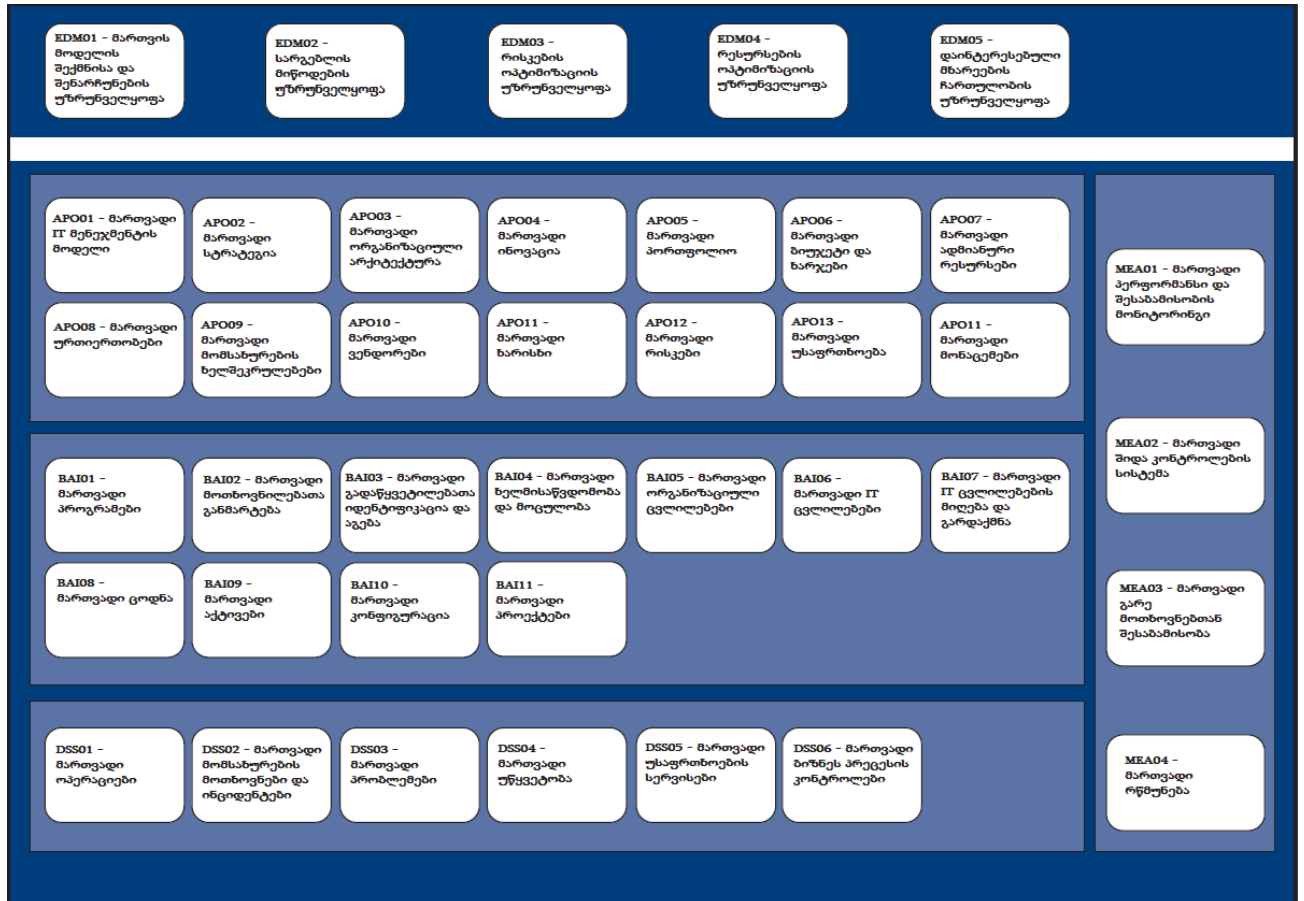 EDM01 - მართვის
მოდელის
შექმნისა და
შენარჩუნების
უზრუნველყოფა
EDM02 -
სარგებლის
მიწოდების
უზრუნველყოფა
EDM03 -
რისკების
ოპტიმიზაციის
უზრუნველყოფა
EDM04 -
რესურსების
ოპტიმიზაციის
უზრუნველყოფა
EDM05 -
დაინტერესებული
მხარეების
ჩართულობის
უზრუნველყოფა
APO01 - მართვადი
IT მენეჯმენტის
მოდელი
APO02 -
მართვადი
სტრატეგია
APO03 -
მართვადი
ორგანიზაციული
არქიტექტურა
APO04 -
მართვადი
ინოვაცია
APO05 -
მართვადი
პორთფოლიო
APO06 -
მართვადი
ბიუჯეტი და
ხარჯები
APO07 -
მართვადი
ადმიანური
რესურსები
APO08 - მართვადი
ურთიერთობები
APO09 -
მართვადი
მომსახურების
ხელშეკრულებები
APO10 -
მართვადი
ვენდორები
APO11 -
მართვადი
ხარისხი
APO12 -
მართვადი
რისკები
APO13 -
მართვადი
უსაფრთხოება
APO11 -
მართვადი
მონაცემები
BAI01 -
მართვადი
პროგრამები
BAI02 - მართვადი
მოთხოვნილებათა
განმარტება
BAI03 - მართვადი
გადაწყვეტილებათა
იდენტიფიკაცია და
აგება
BAI04 - მართვადი
ხელმისაწვდომობა
და მოცულობა
BAI05 - მართვადი
ორგანიზაციული
ცვლილებები
BAI06 -
მართვადი IT
ცვლილებები
BAI07 - მართვადი
IT ცვლილებების
მიღება და
გარდაქმნა
BAI08 -
მართვადი ცოდნა
BAI09 -
მართვადი
აქტივები
BAI10 -
მართვადი
კონფიგურაცია
BAI11 -
მართვადი
პროექტები
DSS01 -
მართვადი
ოპერაციები
DSS02 - მართვადი
მომსახურების
მოთხოვნები და
ინციდენტები
DSS03 -
მართვადი
პრობლემები
DSS04 -
მართვადი
უწყვეტობა
DSS05 - მართვადი
უსაფრთხოების
სერვისები
DSS06 - მართვადი
ბიზნეს პრეცესის
კონტროლები
MEA01 - მართვადი
პერფორმანსი და
შესაბამისობის
მონიტორინგი
MEA02 - მართვადი
შიდა კონტროლების
სისტემა
MEA03 - მართვადი
გარე
მოთხოვნებთან
შესაბამისობა
MEA04 -
მართვადი
რწმუნება